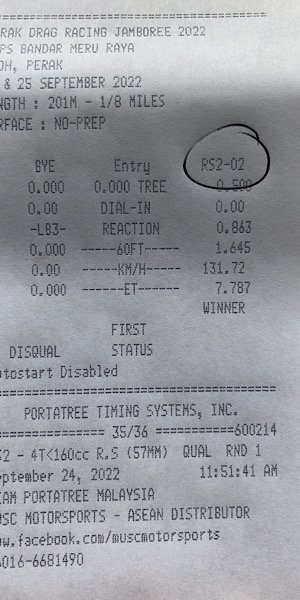 ==============================
RAK DRAG RACING JAMBOREE 2022
PS BANDAR MERU RAYA
OH, PERAK
& 25 SEPTEMBER 2022
NGTH : 201M - 1/8 MILES
RFACE : NO-PREP
BYE Entry RS2-02
0.000 0.000 TREE 0.500
0.00 DIAL-IN 0.00
-LB3- REACTION 0.863
0.000 ------60FT----- 1.645
0.00 -----KM/H----- 131.72
0.000 ------ET------ 7.787
WINNER
FIRST
DISQUAL STATUS
tostart Disabled
==============================
PORTATREE TIMING SYSTEMS, INC.
============ 35/36 ===========600214
2 - 4T<160cc R.S (57MM) QUAL RND 1
eptember 24, 2022 11:51:41 AM
AM PORTATREE MALAYSIA
USC MOTORSPORTS - ASEAN DISTRIBUTOR
w.facebook.com/muscmotorsports
016-6681490